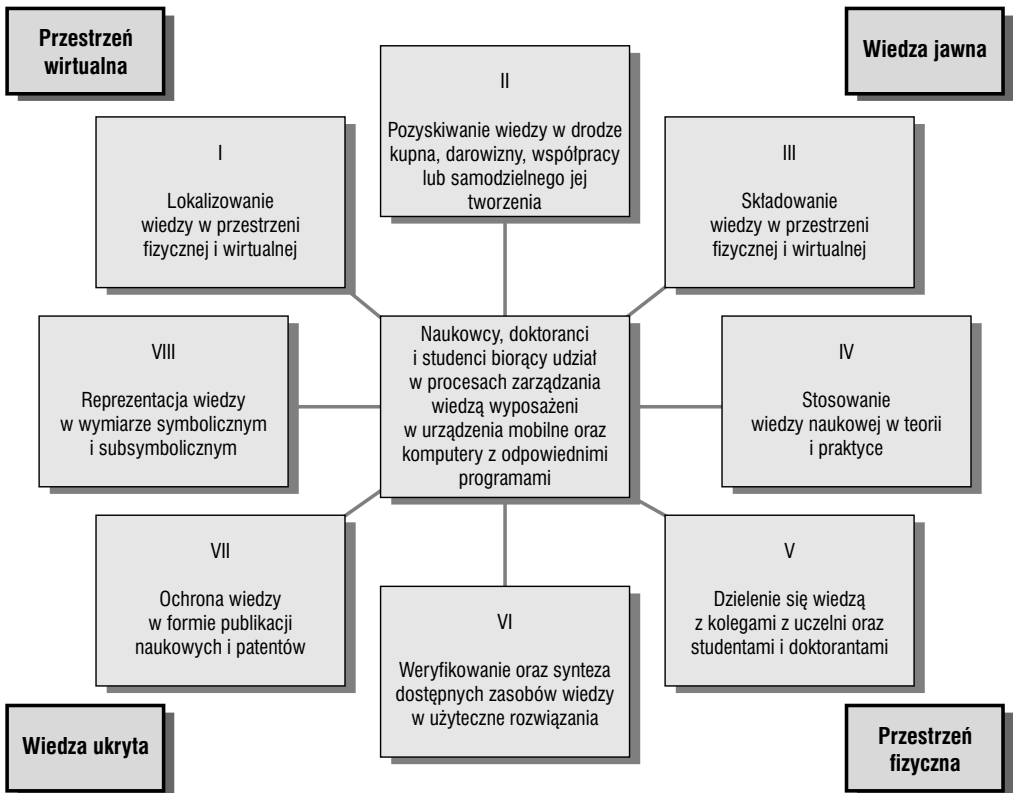 Przestrzeń
wirtualna
Wiedza jawna
II
Pozyskiwanie wiedzy w drodze
kupna, darowizny, współpracy
lub samodzielnego jej
tworzenia
I
Lokalizowanie
wiedzy w przestrzeni
fizycznej i wirtualnej
III
Składowanie
wiedzy w przestrzeni
fizycznej i wirtualnej
VIII
Reprezentacja wiedzy
w wymiarze symbolicznym
i subsymbolicznym
Naukowcy, doktoranci
i studenci biorący udział
w procesach zarządzania
wiedzą wyposażeni
w urządzenia mobilne oraz
komputery z odpowiednimi
programami
IV
Stosowanie
wiedzy naukowej w teorii
i praktyce
VII
Ochrona wiedzy
w formie publikacji
naukowych i patentów
VI
Weryfikowanie oraz synteza
dostępnych zasobów wiedzy
w użyteczne rozwiązania
V
Dzielenie się wiedzą
z kolegami z uczelni oraz
studentami i doktorantami
Wiedza ukryta
Przestrzeń
fizyczna